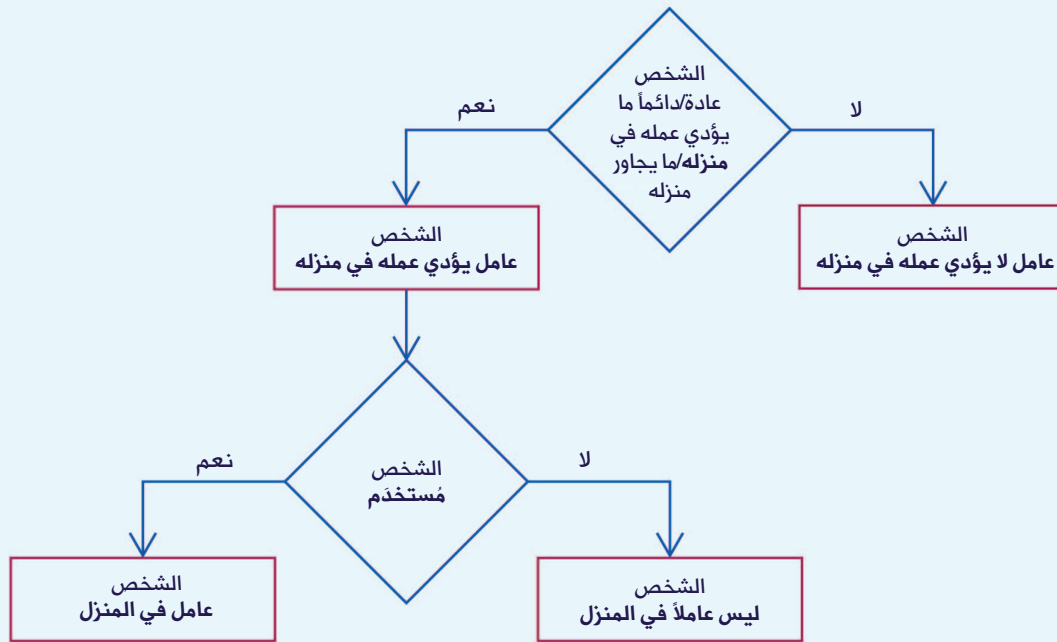 الشخص
عادة/دائماً ما
يؤدي عمله في
منزله/ما يجاور
منزله
لا
نعم
الشخص
عامل لا يؤدي عمله في منزله
الشخص
عامل يؤدي عمله في منزله
الشخص
مُستخدَم
لا
نعم
الشخص
ليس عاملاً في المنزل
الشخص
عامل في المنزل